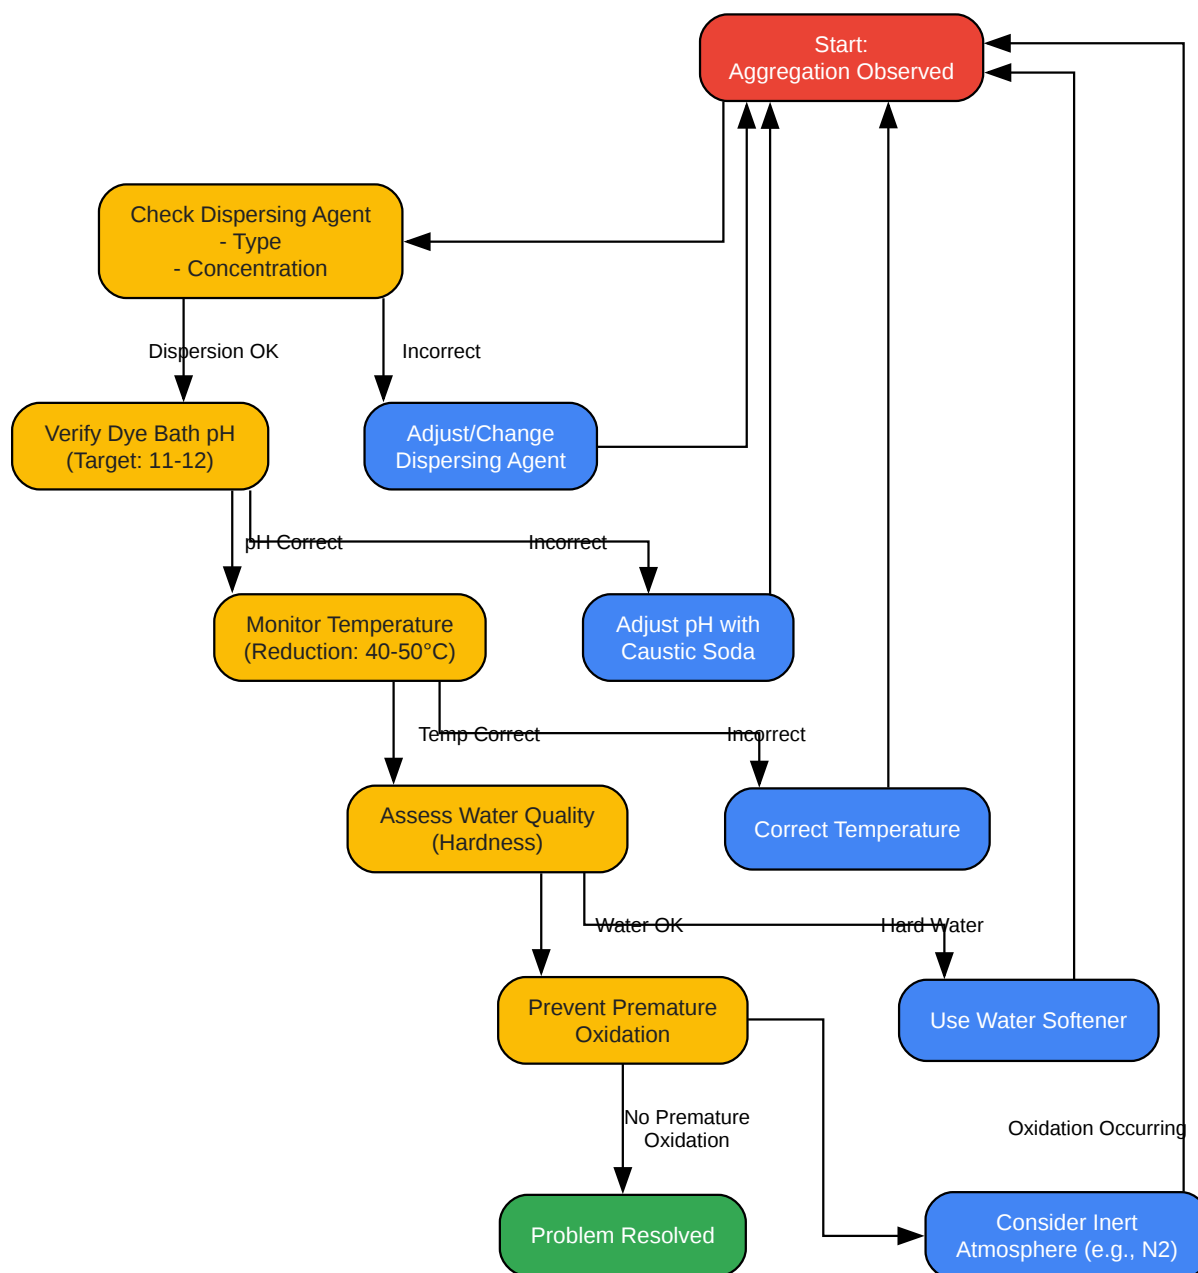 Start:
Aggregation Observed
Check Dispersing Agent
- Type
- Concentration
Dispersion OK
Incorrect
Verify Dye Bath pH
(Target: 11-12)
Adjust/Change
Dispersing Agent
pH Correct
Incorrect
Monitor Temperature
(Reduction: 40-50°C)
Adjust pH with
Caustic Soda
Temp Correct
Incorrect
Assess Water Quality
(Hardness)
Correct Temperature
Water OK
Hard Water
Prevent Premature
Oxidation
Use Water Softener
No Premature
Oxidation
Oxidation Occurring
Problem Resolved
Consider Inert
Atmosphere (e.g., N2)